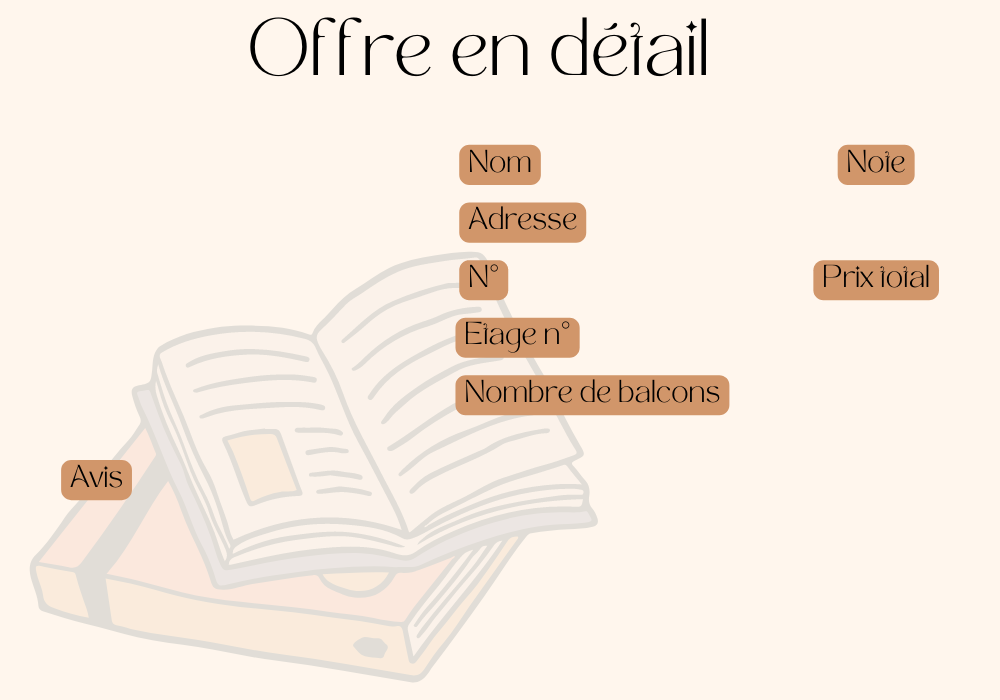 Offre en détail
Nom
Note
Adresse
N°
Prix total
Etage n°
Nombre de balcons
Avis